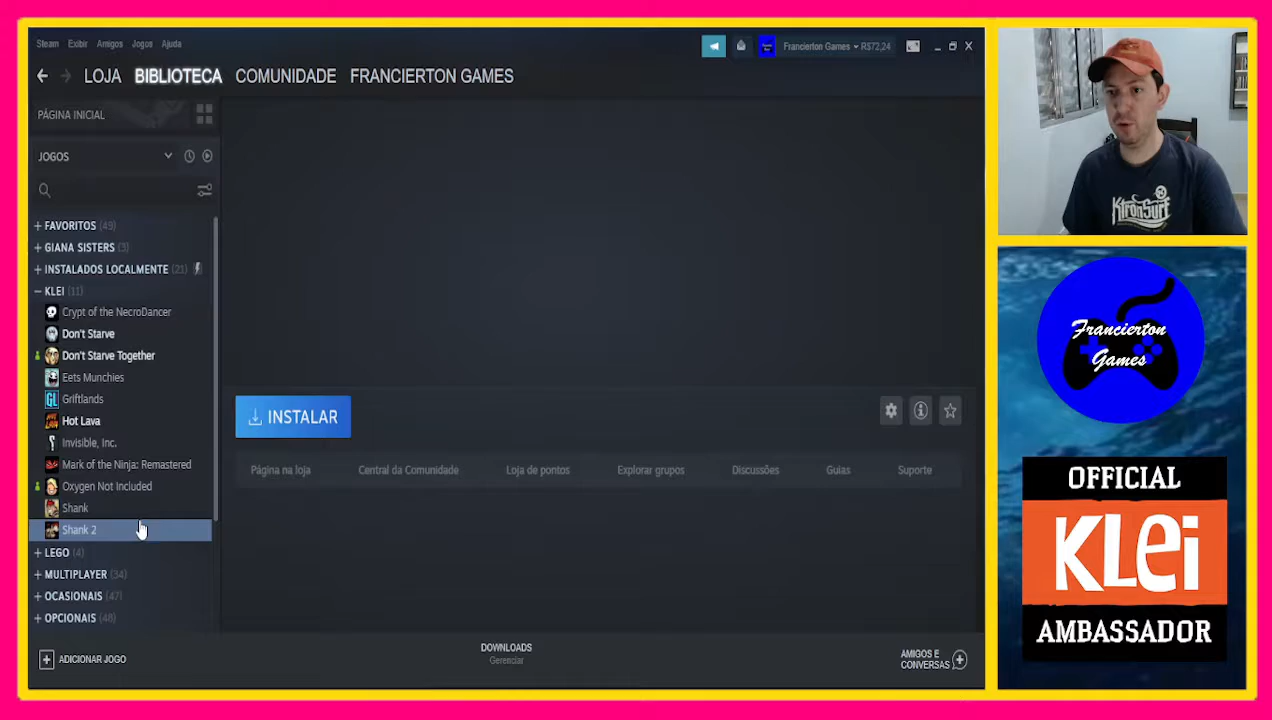 Steam Exibir Amigos Jogos Ajuda
Francierton Games R$72,24
LOJA BIBLIOTECA COMUNIDADE FRANCIERTON GAMES
PÁGINA INICIAL
JOGOS
+ FAVORITOS (49)
+ GIANA SISTERS (3)
+ INSTALADOS LOCALMENTE (21)
− KLEI (11)
Crypt of the NecroDancer
Don't Starve
Don't Starve Together
Eets Munchies
GL Griftlands
Hot Lava
Invisible, Inc.
Mark of the Ninja: Remastered
Oxygen Not Included
Shank
Shank 2
+ LEGO (4)
+ MULTIPLAYER (34)
+ OCASIONAIS (47)
+ OPCIONAIS (48)
INSTALAR
Página na loja Central da Comunidade Loja de pontos Explorar grupos Discussões Guias Suporte
+ ADICIONAR JOGO
DOWNLOADS
Gerenciar
AMIGOS E
CONVERSAS
KTRONSURF
Francierton
Games
OFFICIAL
KLEi
AMBASSADOR